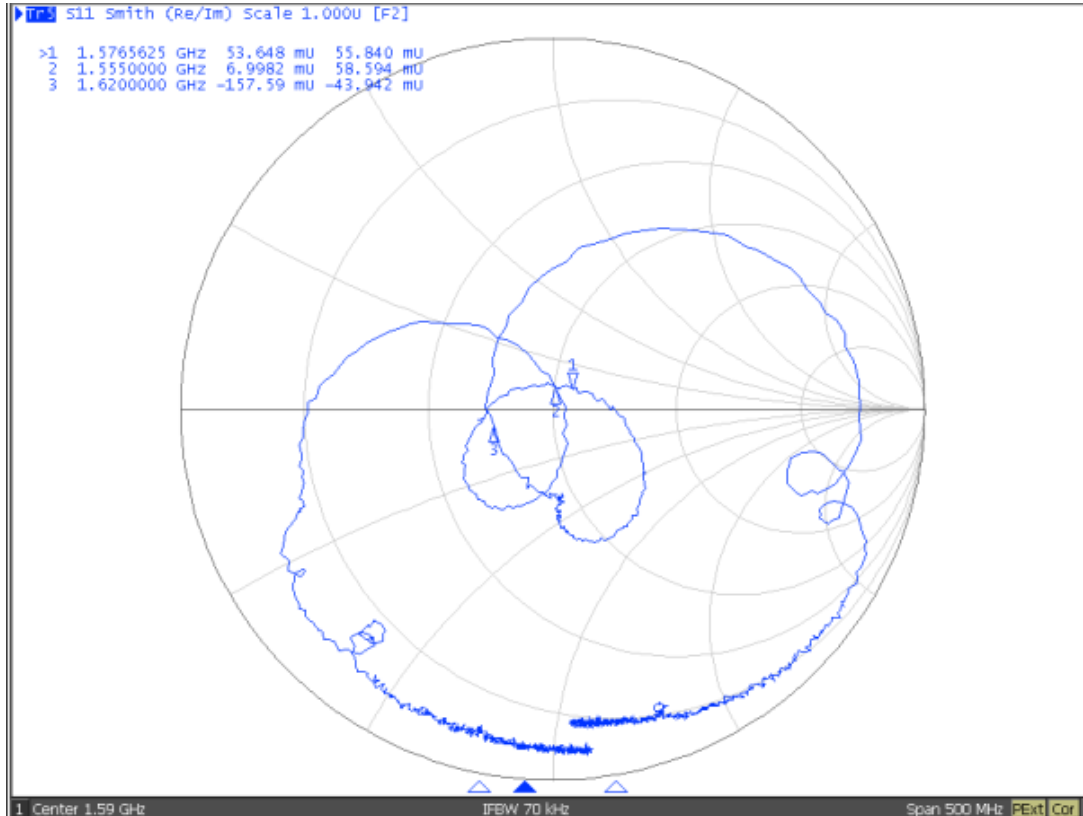 Tr3 S11 Smith (Re/Im) Scale 1.000U [F2]
>1 1.5765625 GHz 53.648 mU 55.840 mU
2 1.5550000 GHz 6.9982 mU 58.594 mU
3 1.6200000 GHz -157.59 mU -43.942 mU
1
2
3
1 Center 1.59 GHz IFBW 70 kHz Span 500 MHz PExt Cor